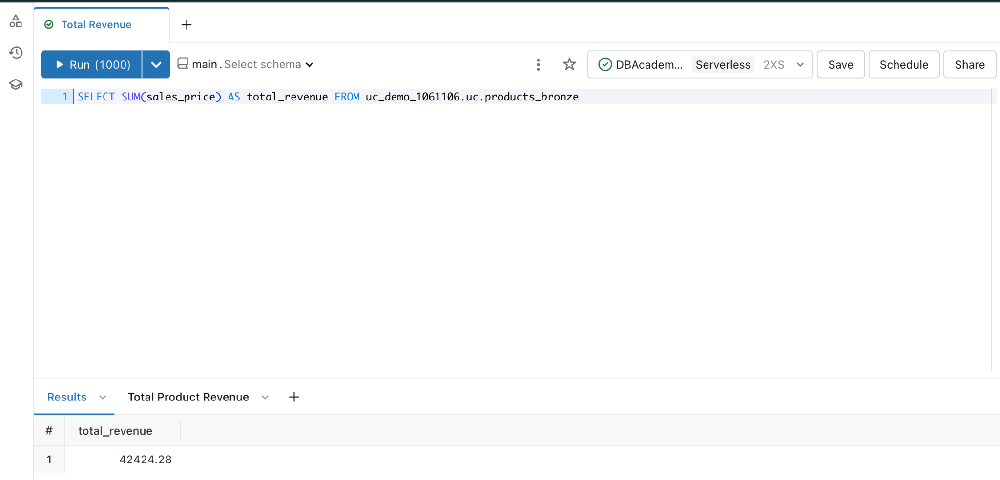 Total Revenue +
Run (1000) main . Select schema DBAcadem... Serverless 2XS Save Schedule Share
1 SELECT SUM(sales_price) AS total_revenue FROM uc_demo_1061106.uc.products_bronze
Results Total Product Revenue +
# total_revenue
1 42424.28